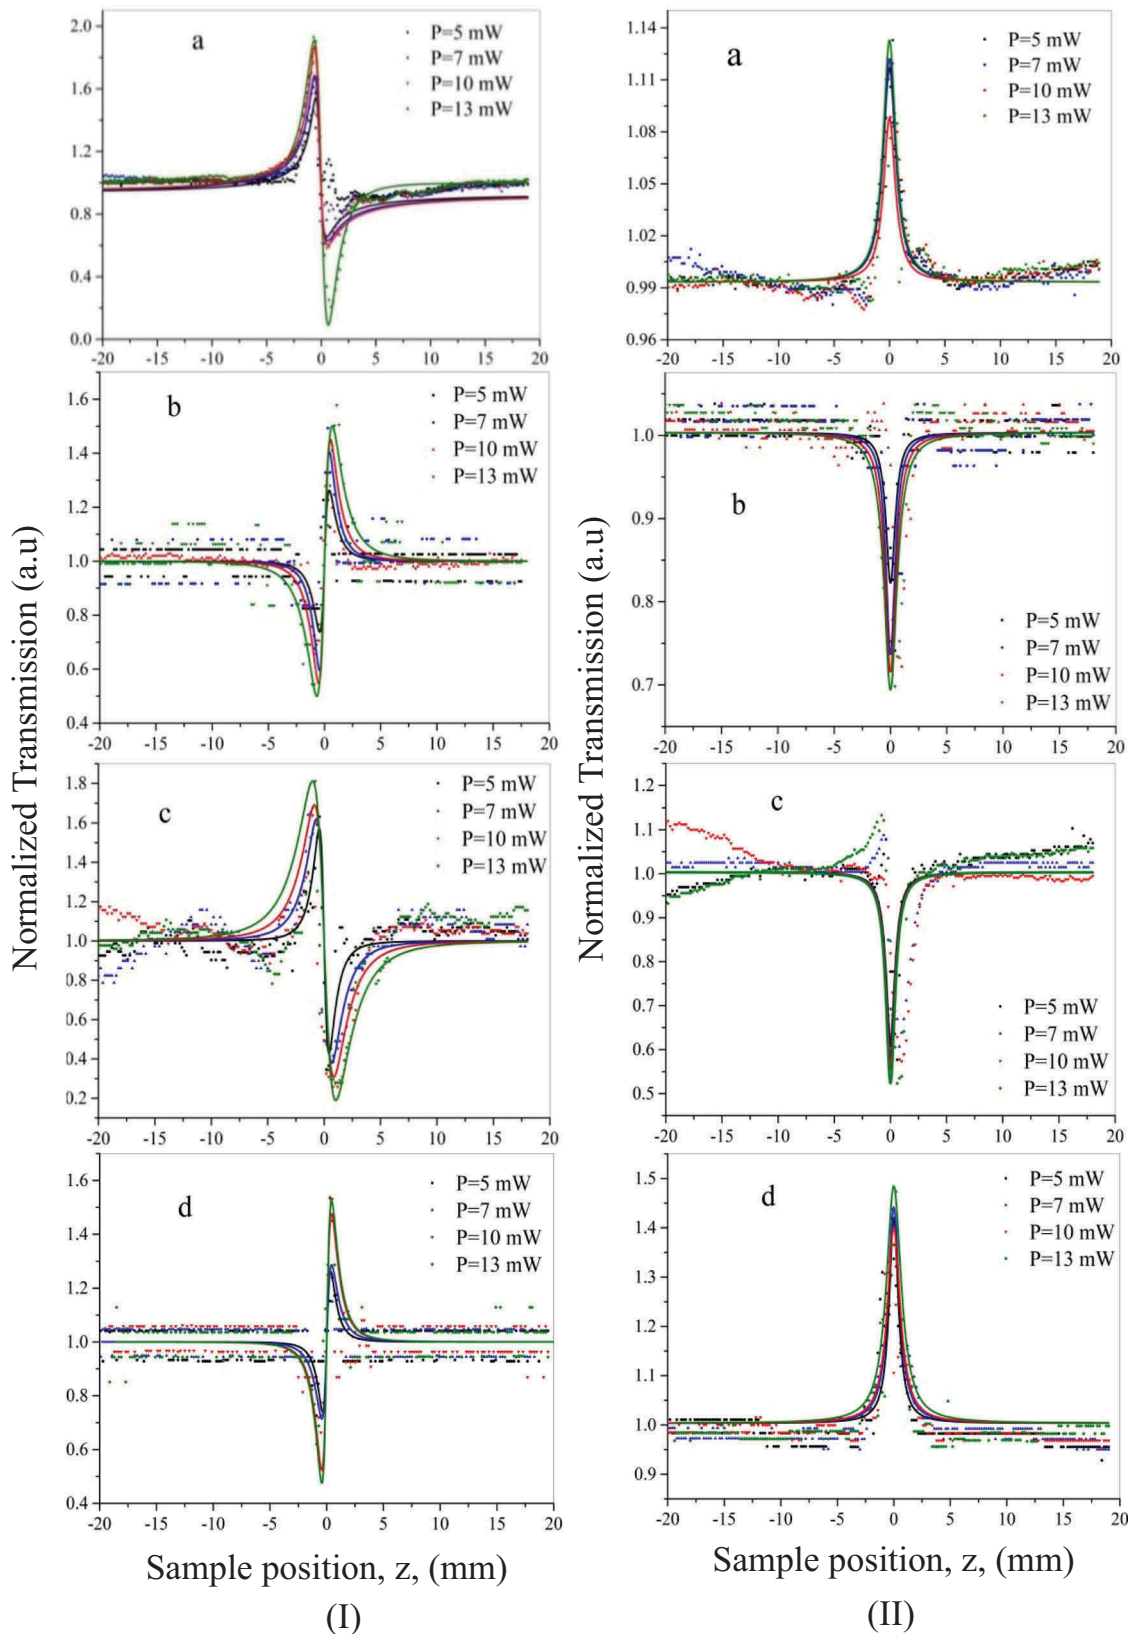 a
P=5 mW
P=7 mW
P=10 mW
P=13 mW
2.0
1.6
1.2
0.8
0.4
0.0
-20 -15 -10 -5 0 5 10 15 20
a
P=5 mW
P=7 mW
P=10 mW
P=13 mW
1.14
1.11
1.08
1.05
1.02
0.99
0.96
-20 -15 -10 -5 0 5 10 15 20
b
P=5 mW
P=7 mW
P=10 mW
P=13 mW
1.6
1.4
1.2
1.0
0.8
0.6
0.4
-20 -15 -10 -5 0 5 10 15 20
b
P=5 mW
P=7 mW
P=10 mW
P=13 mW
1.0
0.9
0.8
0.7
-20 -15 -10 -5 0 5 10 15 20
c
P=5 mW
P=7 mW
P=10 mW
P=13 mW
1.8
1.6
1.4
1.2
1.0
0.8
0.6
0.4
0.2
-20 -15 -10 -5 0 5 10 15 20
c
P=5 mW
P=7 mW
P=10 mW
P=13 mW
1.2
1.1
1.0
0.9
0.8
0.7
0.6
0.5
-20 -15 -10 -5 0 5 10 15 20
d
P=5 mW
P=7 mW
P=10 mW
P=13 mW
1.6
1.4
1.2
1.0
0.8
0.6
0.4
-20 -15 -10 -5 0 5 10 15 20
d
P=5 mW
P=7 mW
P=10 mW
P=13 mW
1.5
1.4
1.3
1.2
1.1
1.0
0.9
-20 -15 -10 -5 0 5 10 15 20
Normalized Transmission (a.u)
Normalized Transmission (a.u)
Sample position, z, (mm)
Sample position, z, (mm)
(I)
(II)